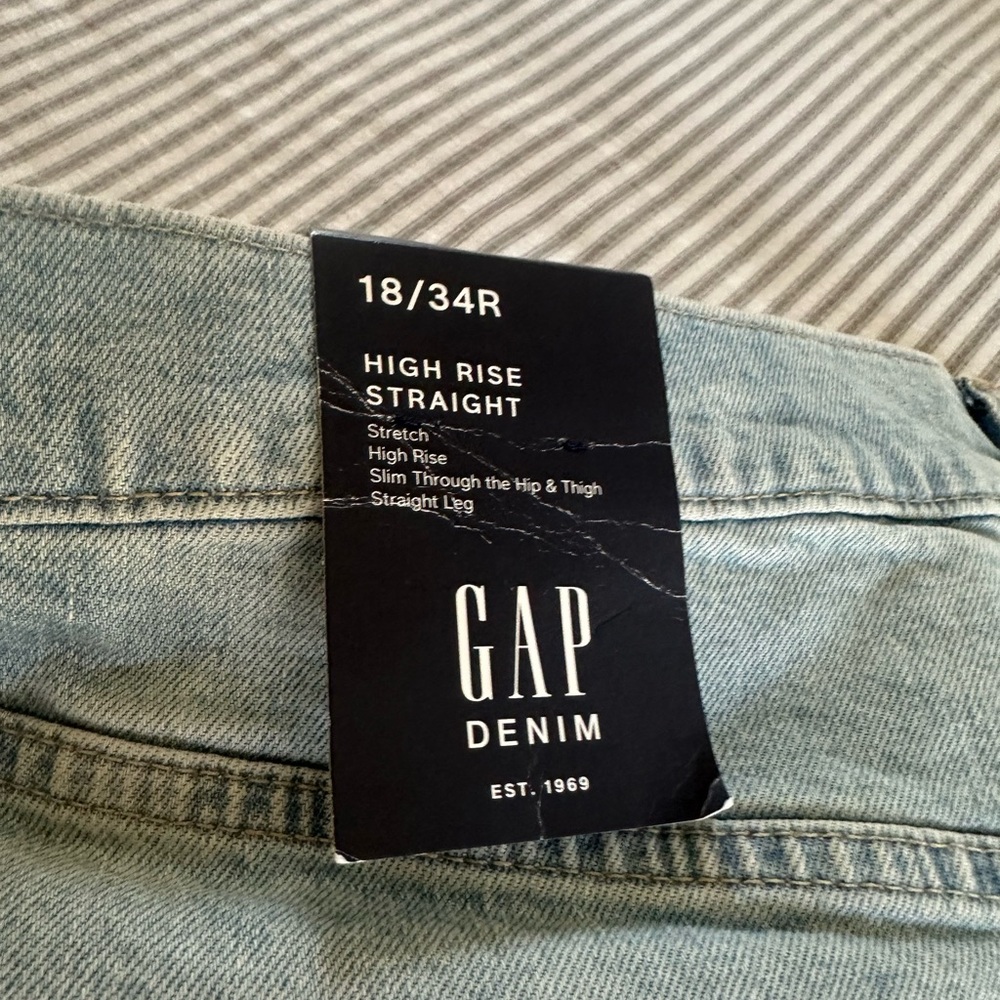 18/34R
HIGH RISE
STRAIGHT
Stretch
High Rise
Slim Through the Hip & Thigh
Straight Leg
GAP
DENIM
EST. 1969